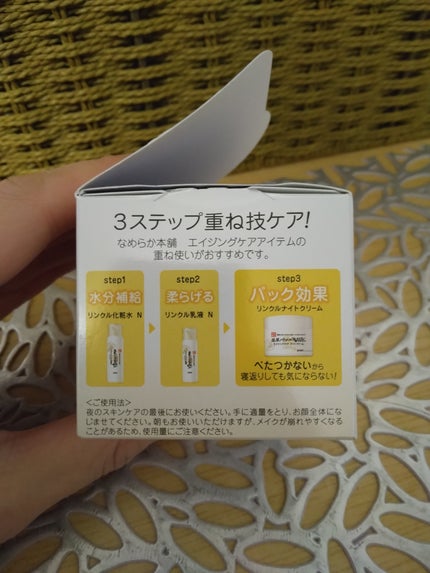 3ステップ重ね技ケア!
なめらか本舗 エイジングケアアイテムの
重ね使いがおすすめです。
step1
水分補給
リンクル化粧水 N
step2
柔らげる
リンクル乳液 N
step3
パック効果
リンクルナイトクリーム
べたつかないから
寝返りしても気にならない!
<ご使用法>
夜のスキンケアの最後にお使いください。手に適量をとり、お顔全体にな
じませてください。朝もお使いいただけますが、メイクが崩れやすくなる
ことがあるため、使用量にご注意ください。